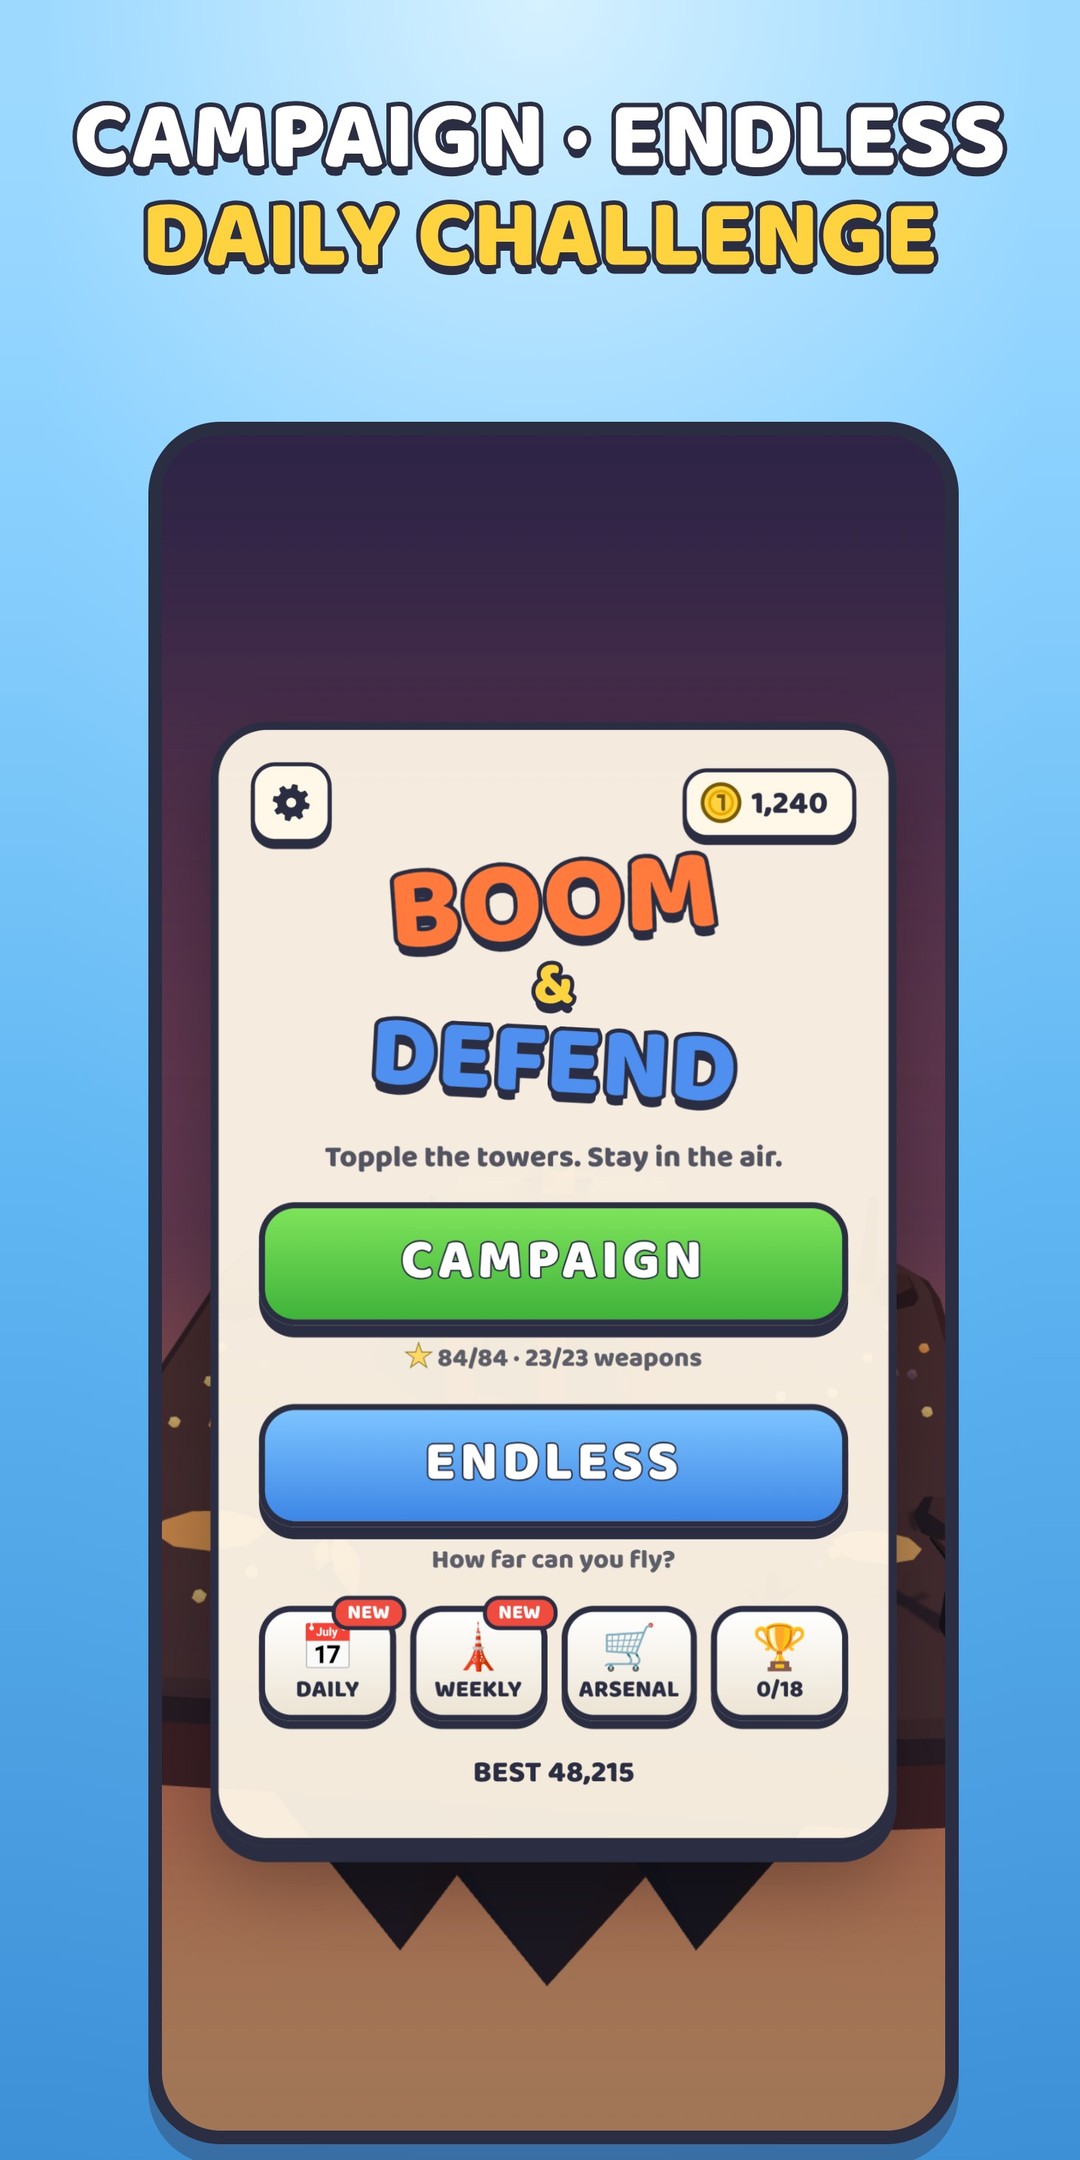 CAMPAIGN · ENDLESS
DAILY CHALLENGE
1,240
BOOM
&
DEFEND
Topple the towers. Stay in the air.
CAMPAIGN
84/84 · 23/23 weapons
ENDLESS
How far can you fly?
NEW NEW
July
17
DAILY WEEKLY ARSENAL 0/18
BEST 48,215